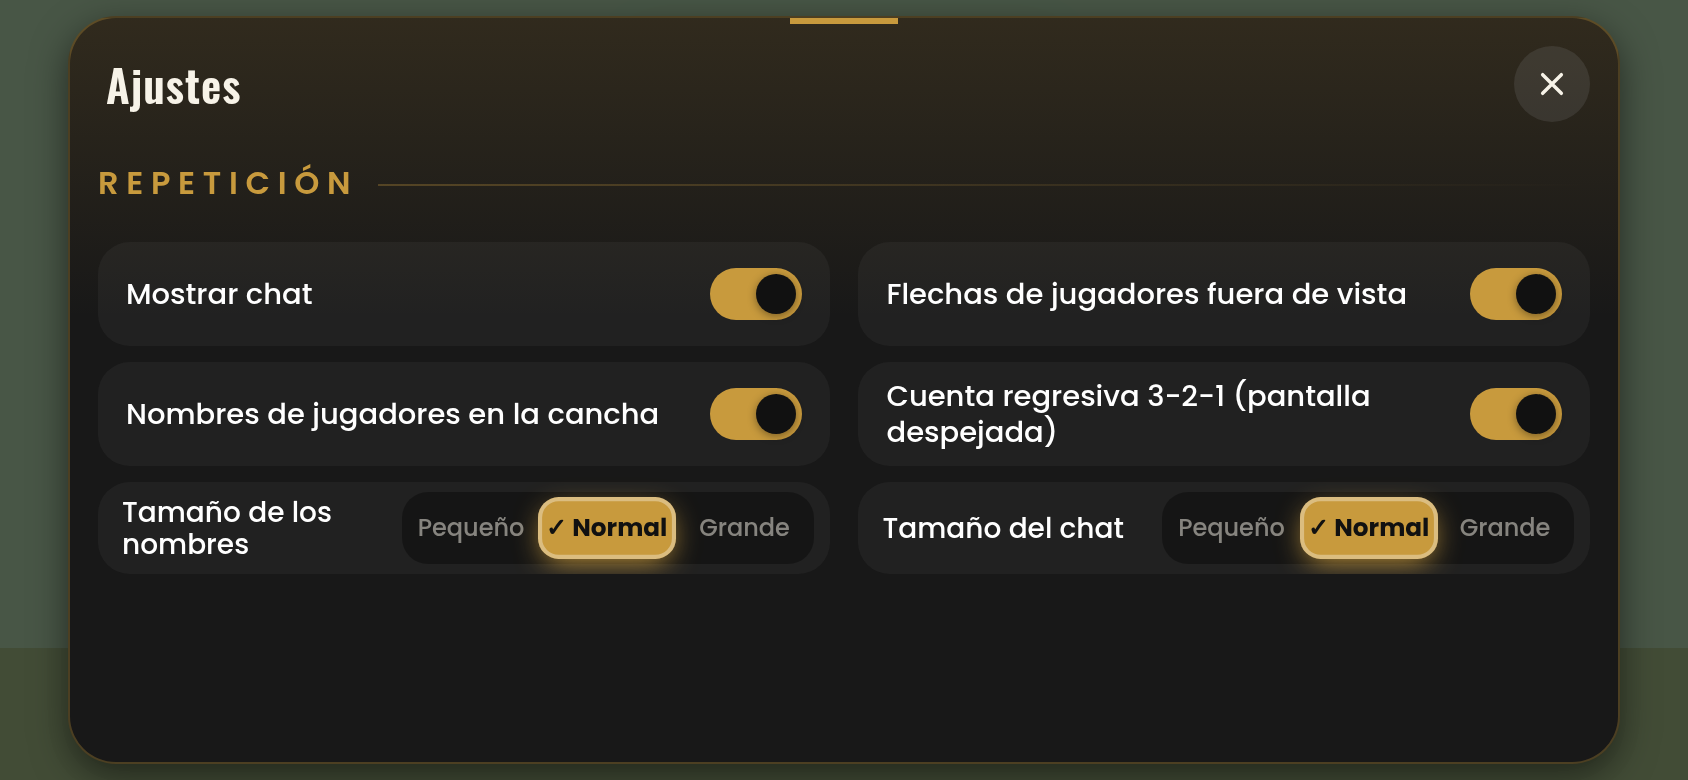 Ajustes
REPETICIÓN
Mostrar chat
Flechas de jugadores fuera de vista
Nombres de jugadores en la cancha
Cuenta regresiva 3-2-1 (pantalla
despejada)
Tamaño de los
nombres
Pequeño ✓ Normal Grande
Tamaño del chat
Pequeño ✓ Normal Grande